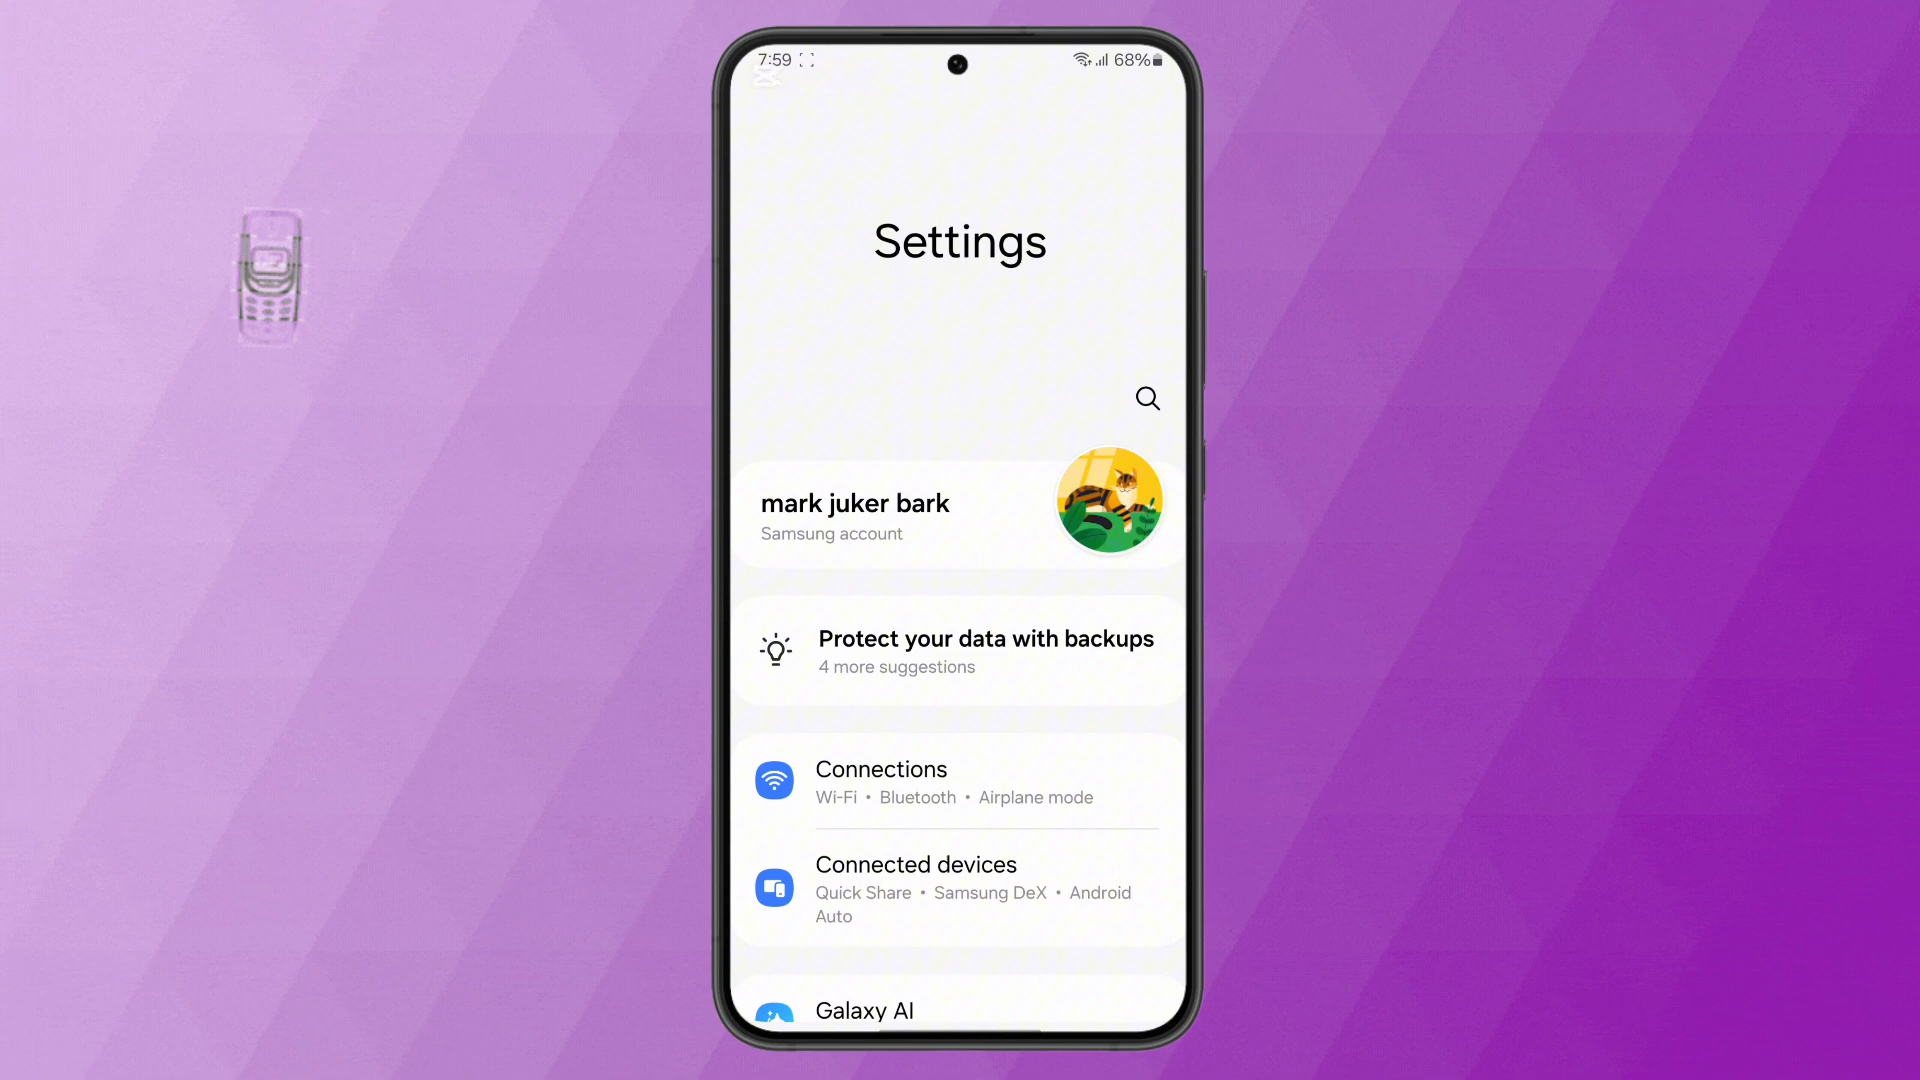 7:59
68%
Settings
mark juker bark
Samsung account
Protect your data with backups
4 more suggestions
Connections
Wi-Fi • Bluetooth • Airplane mode
Connected devices
Quick Share • Samsung DeX • Android
Auto
Galaxy AI